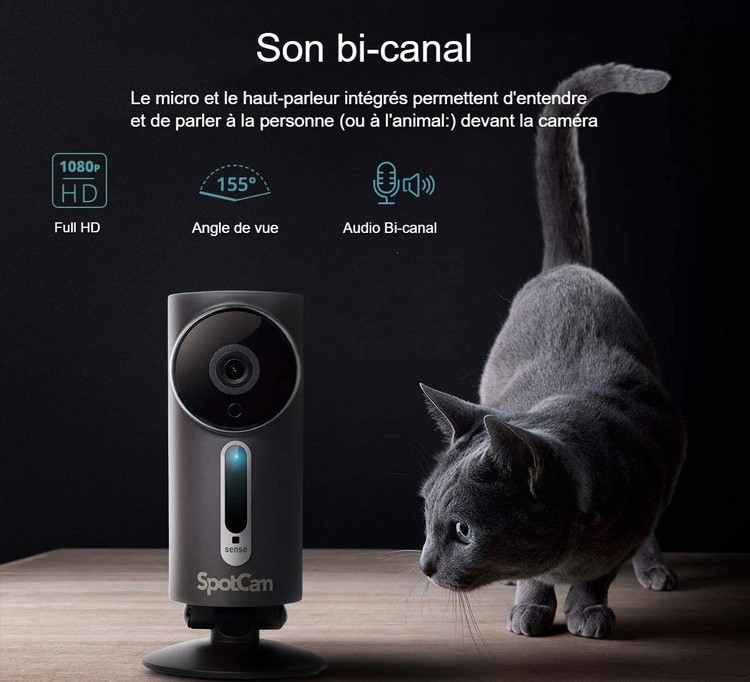 Son bi-canal
Le micro et le haut-parleur intégrés permettent d'entendre
et de parler à la personne (ou à l'animal:) devant la caméra
1080P
HD
155°
Full HD
Angle de vue
Audio Bi-canal
sense
SpotCam